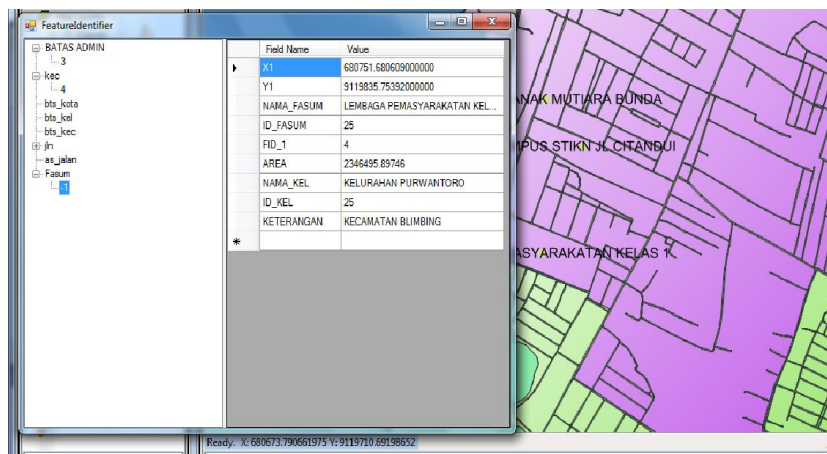 FeatureIdentifier
BATAS ADMIN
3
kec
4
bts_kota
bts_kel
bts_kec
jln
as_jalan
Fasum
-1
Field Name Value
X1 680751.680609000000
Y1 9119835.75392000000
NAMA_FASUM LEMBAGA PEMASYARAKATAN KEL...
ID_FASUM 25
FID_1 4
AREA 2346495.89746
NAMA_KEL KELURAHAN PURWANTORO
ID_KEL 25
KETERANGAN KECAMATAN BLIMBING
ANAK MUTIARA BUNDA
MPUS STIKN JL CITANDUI
ASYARAKATAN KELAS 1
Ready. X: 680673.790661975 Y: 9119710.69198652